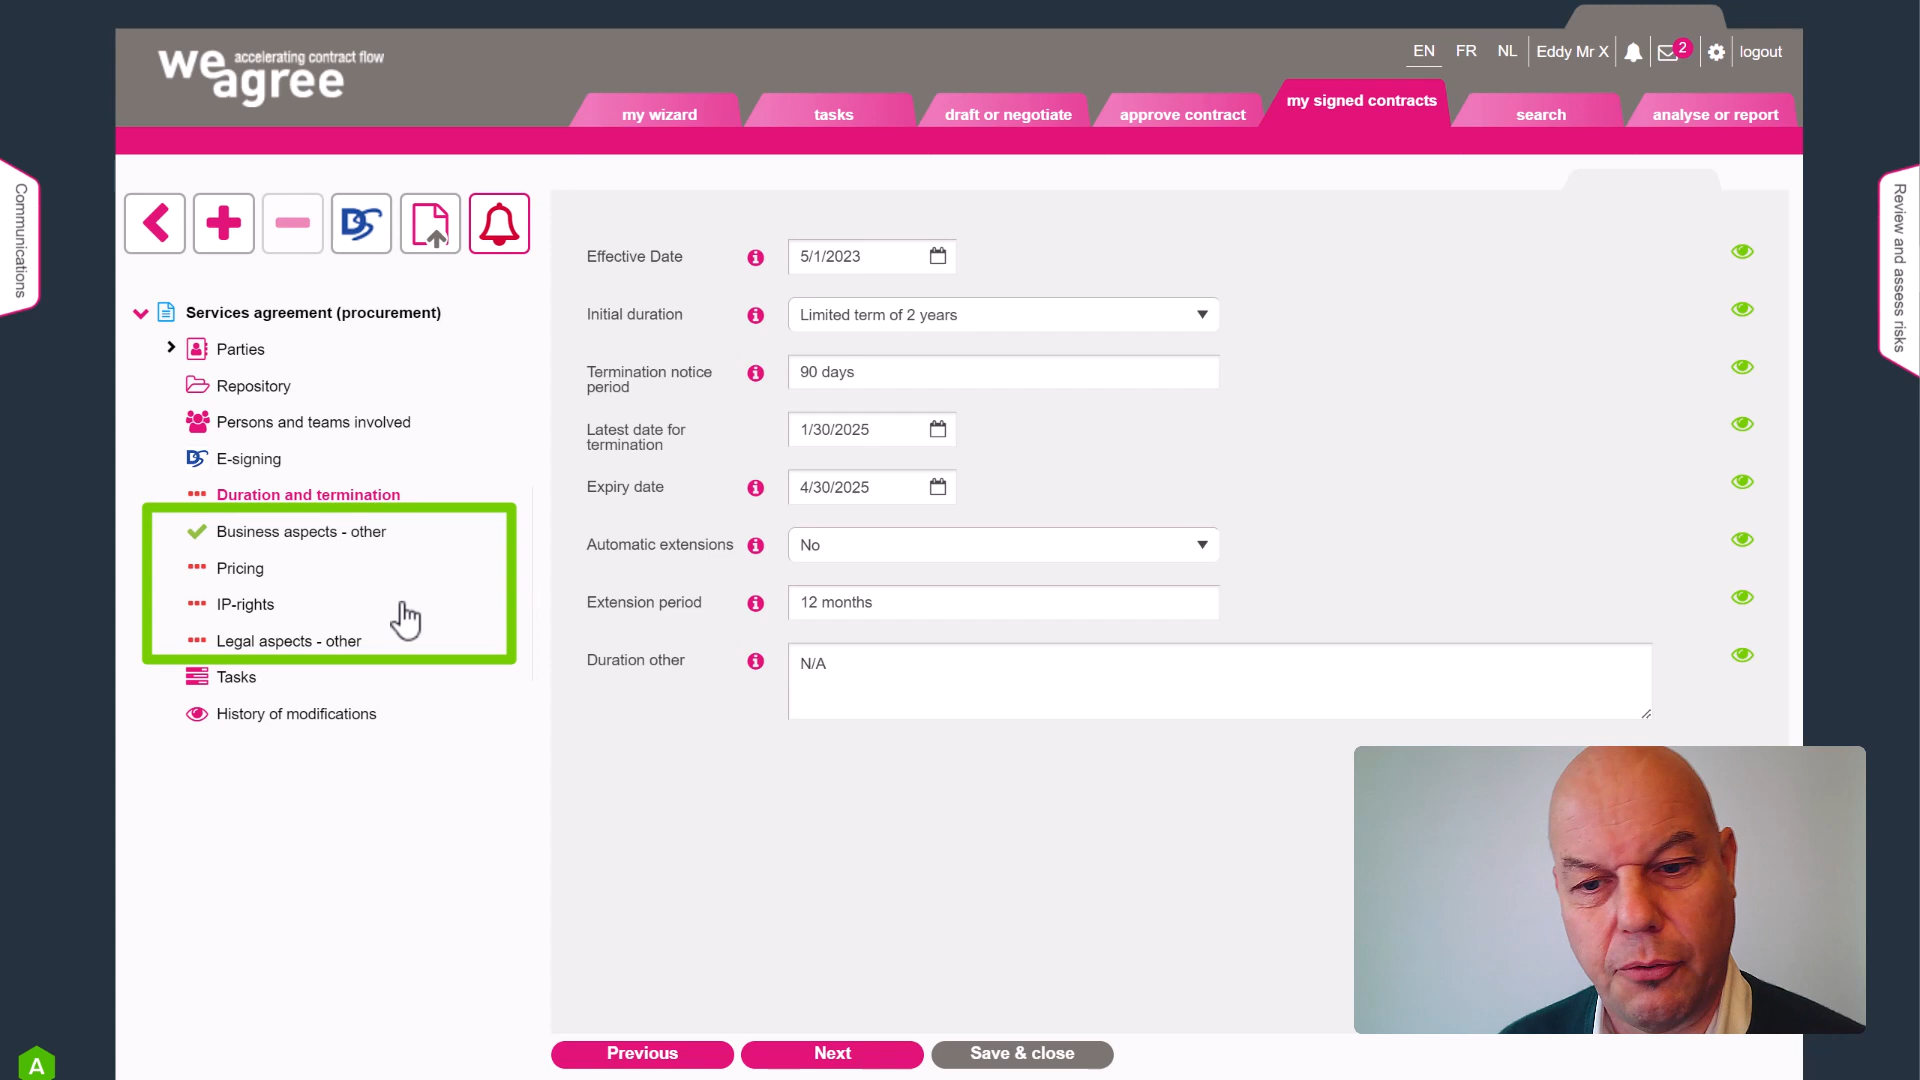 we accelerating contract flow
agree
EN FR NL Eddy Mr X 2 logout
my wizard
tasks
draft or negotiate
approve contract
my signed contracts
search
analyse or report
Communications
Review and assess risks
DS
Services agreement (procurement)
Parties
Repository
Persons and teams involved
E-signing
Duration and termination
Business aspects - other
Pricing
IP-rights
Legal aspects - other
Tasks
History of modifications
Effective Date 5/1/2023
Initial duration Limited term of 2 years
Termination notice
period
90 days
Latest date for
termination
1/30/2025
Expiry date 4/30/2025
Automatic extensions No
Extension period 12 months
Duration other N/A
Previous Next Save & close
A